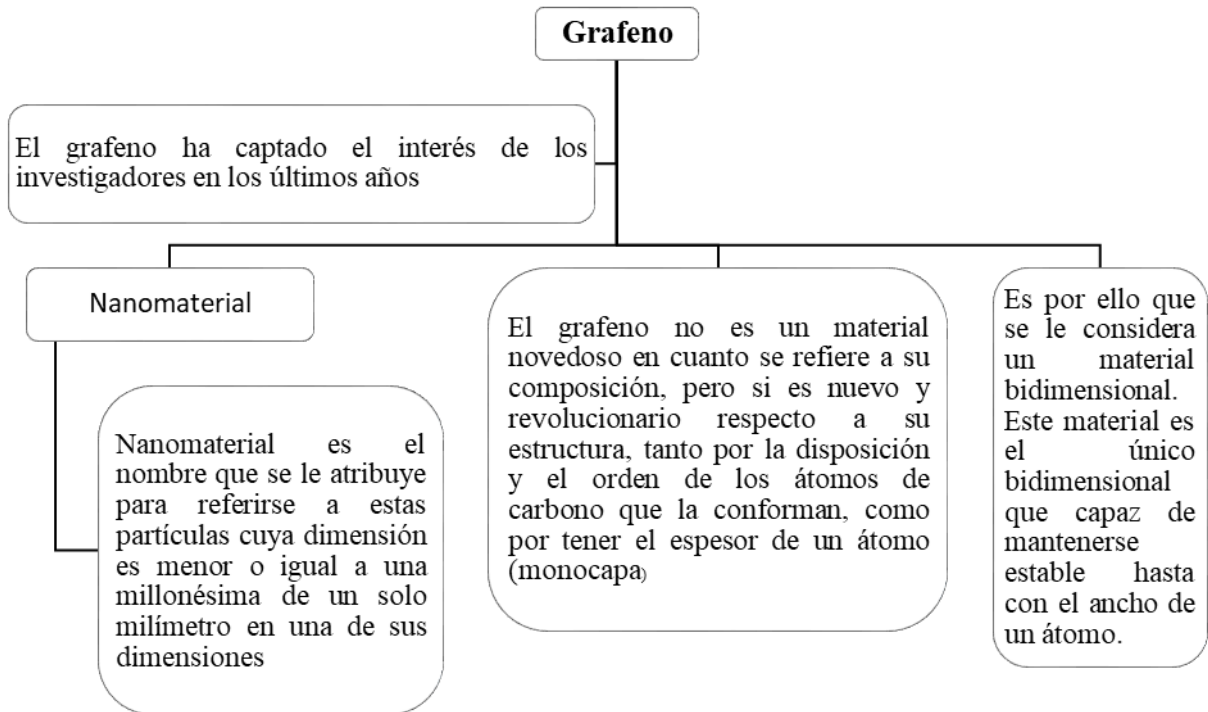 Grafeno
El grafeno ha captado el interés de los
investigadores en los últimos años
Nanomaterial
Nanomaterial es el
nombre que se le atribuye
para referirse a estas
partículas cuya dimensión
es menor o igual a una
millonésima de un solo
milímetro en una de sus
dimensiones
El grafeno no es un material
novedoso en cuanto se refiere a su
composición, pero si es nuevo y
revolucionario respecto a su
estructura, tanto por la disposición
y el orden de los átomos de
carbono que la conforman, como
por tener el espesor de un átomo
(monocapa)
Es por ello que
se le considera
un material
bidimensional.
Este material es
el único
bidimensional
que capaz de
mantenerse
estable hasta
con el ancho de
un átomo.